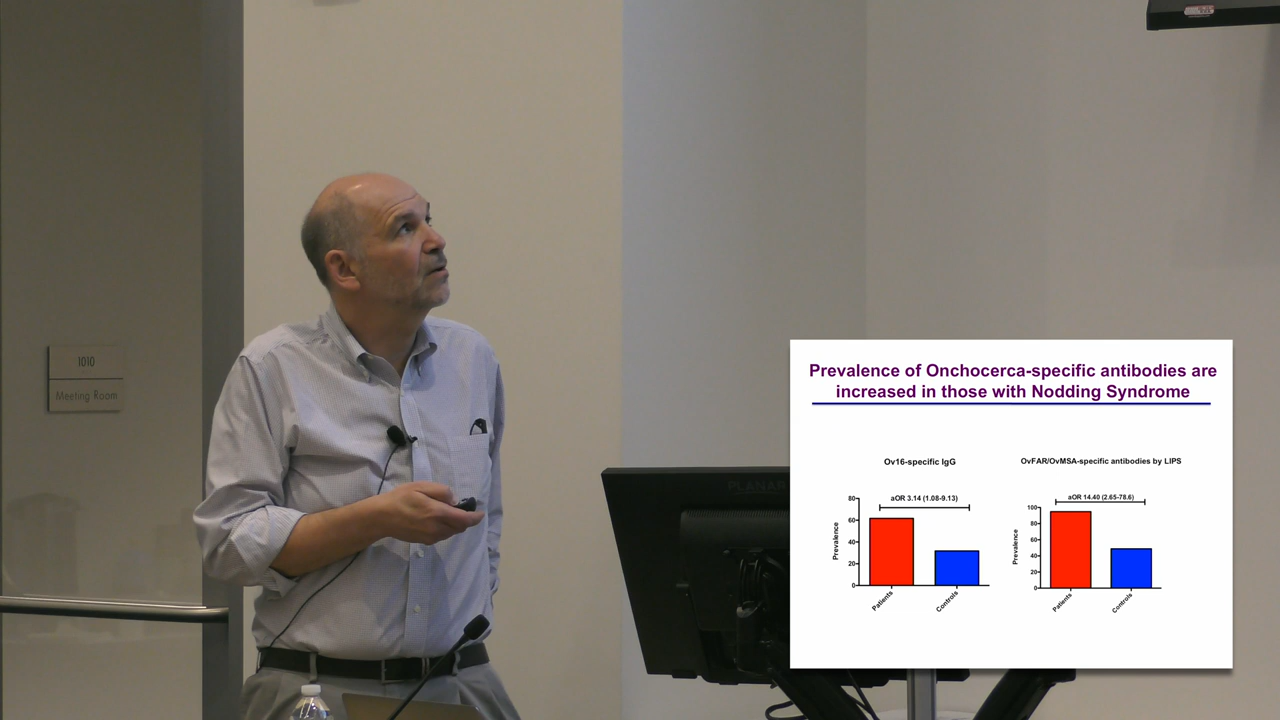 1010
Meeting Room
PLANAR
Prevalence of Onchocerca-specific antibodies are
increased in those with Nodding Syndrome
Ov16-specific IgG
aOR 3.14 (1.08-9.13)
80
60
40
20
0
Prevalence
Patients
Controls
OvFAR/OvMSA-specific antibodies by LIPS
aOR 14.40 (2.65-78.6)
100
80
60
40
20
0
Prevalence
Patients
Controls